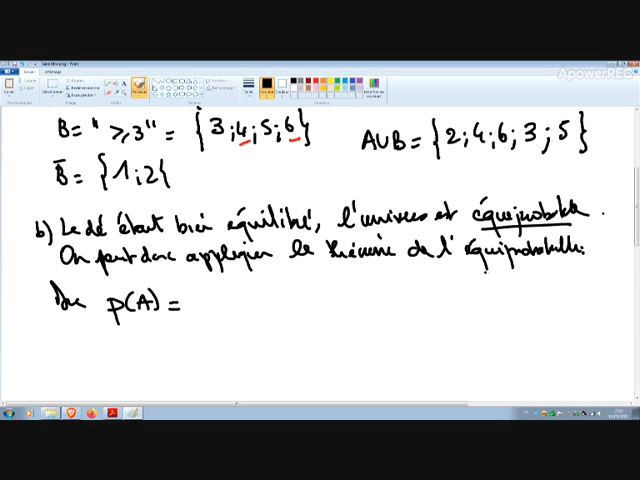 ApowerREC
B = " ⩾ 3 " = { 3 ; 4 ; 5 ; 6 }
A∪B = { 2 ; 4 ; 6 ; 3 ; 5 }
B̅ = { 1 ; 2 {
b) Le dé étant bien équilibré, l'univers est équiprobable.
On peut donc appliquer le théorème de l'équiprobabilité.
Donc p(A) =